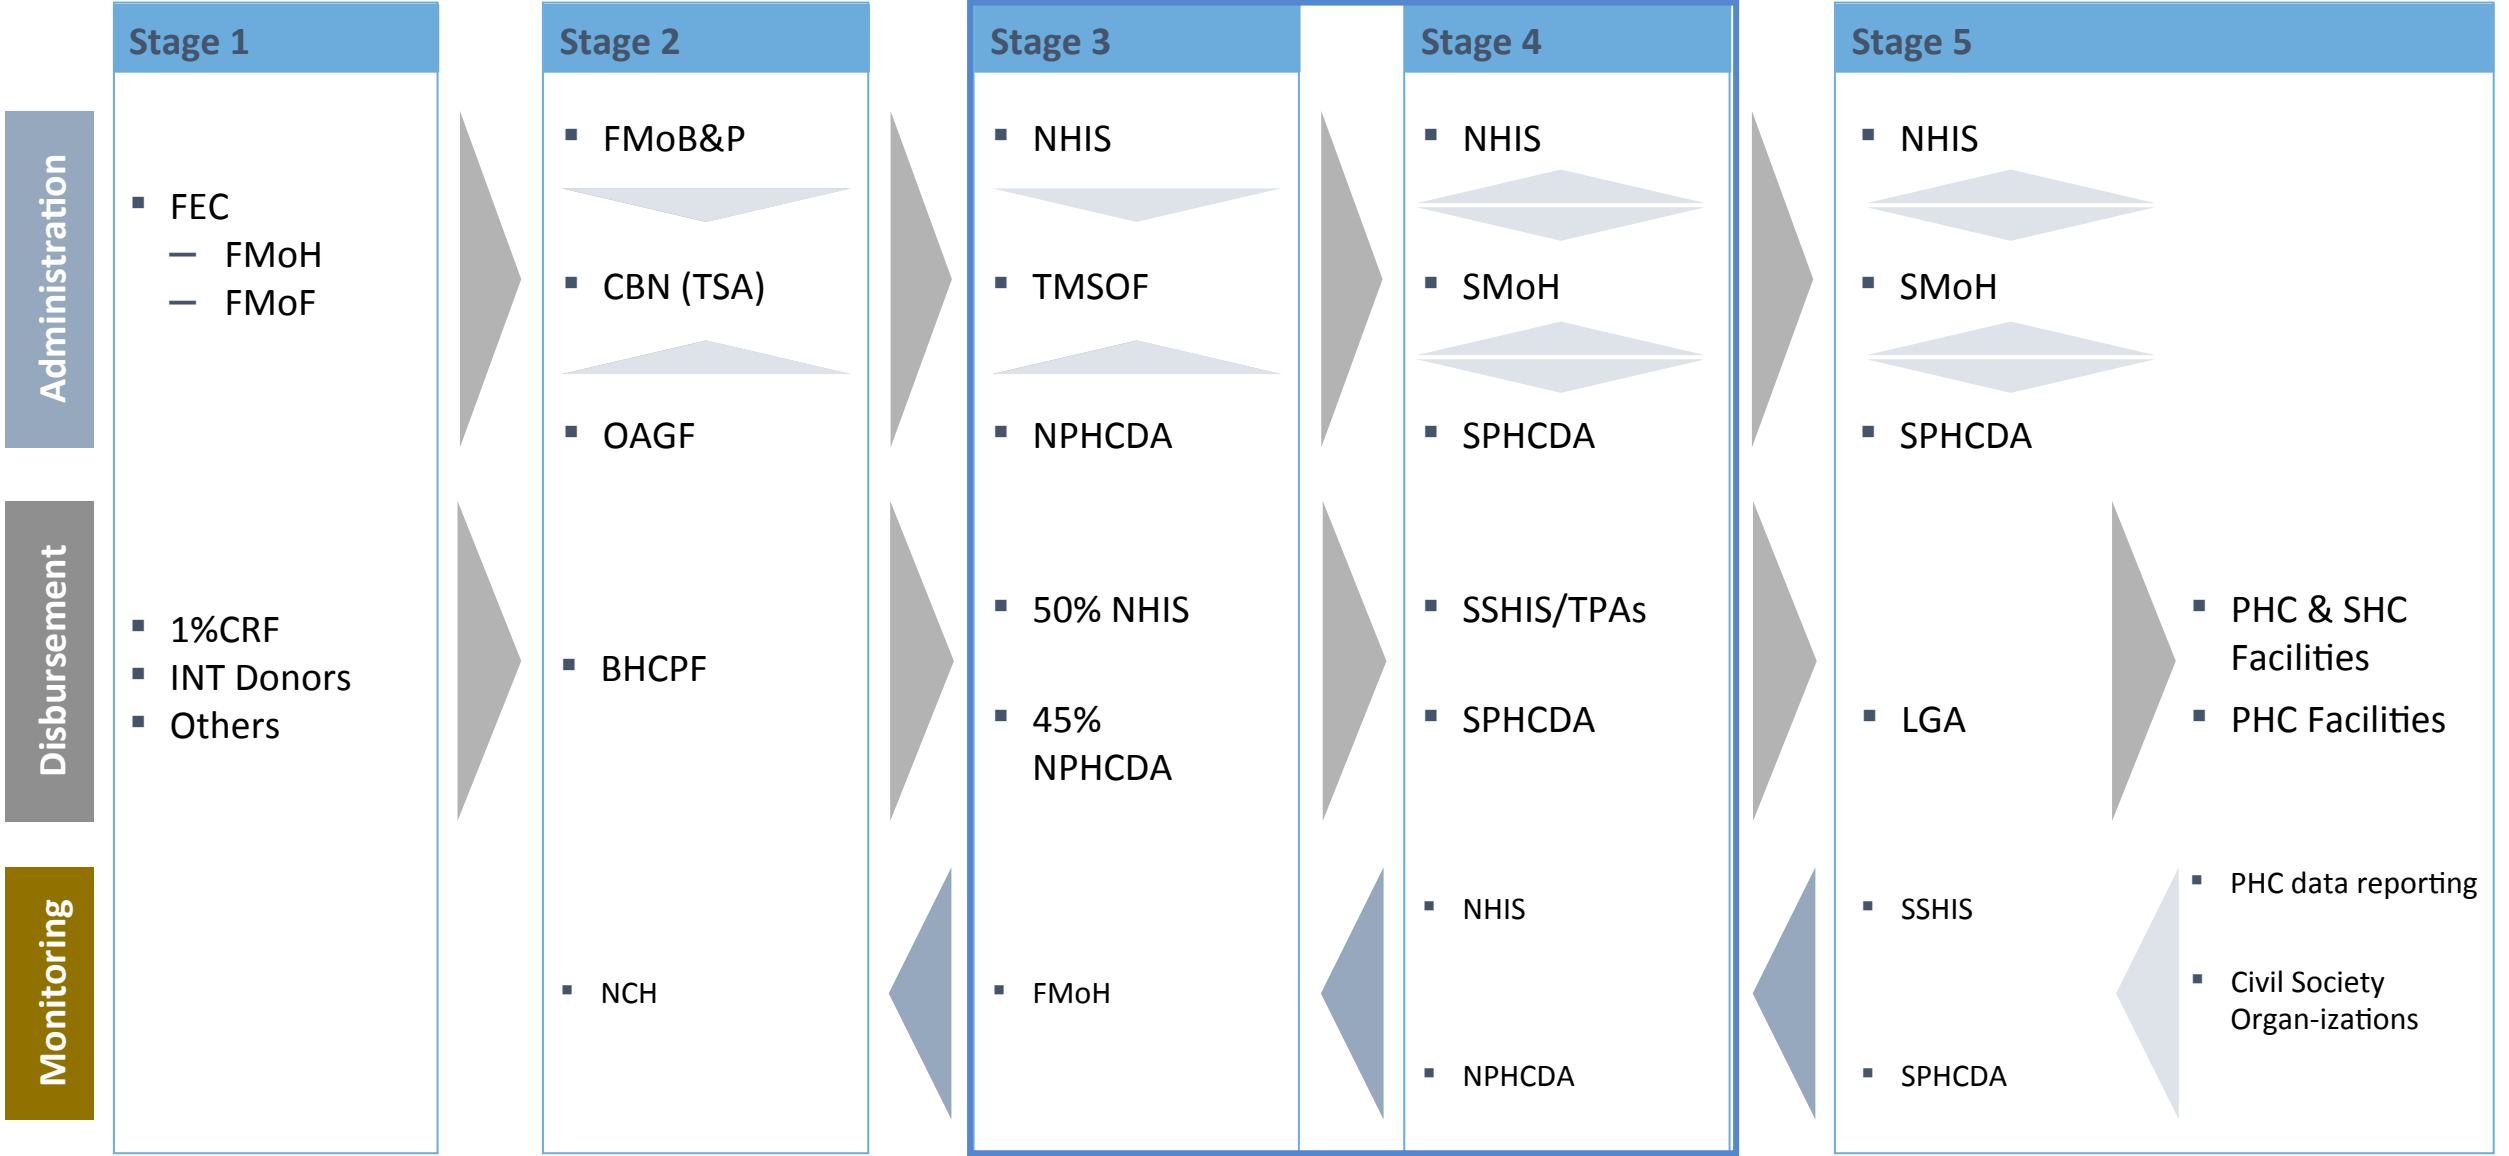 Stage 1
Stage 2
Stage 3
Stage 4
Stage 5
Administration
FEC
— FMoH
— FMoF
FMoB&P
CBN (TSA)
OAGF
NHIS
TMSOF
NPHCDA
NHIS
SMoH
SPHCDA
NHIS
SMoH
SPHCDA
Disbursement
1%CRF
INT Donors
Others
BHCPF
50% NHIS
45%
NPHCDA
SSHIS/TPAs
SPHCDA
LGA
PHC & SHC
Facilities
PHC Facilities
Monitoring
NCH
FMoH
NHIS
NPHCDA
SSHIS
SPHCDA
PHC data reporting
Civil Society
Organ-izations